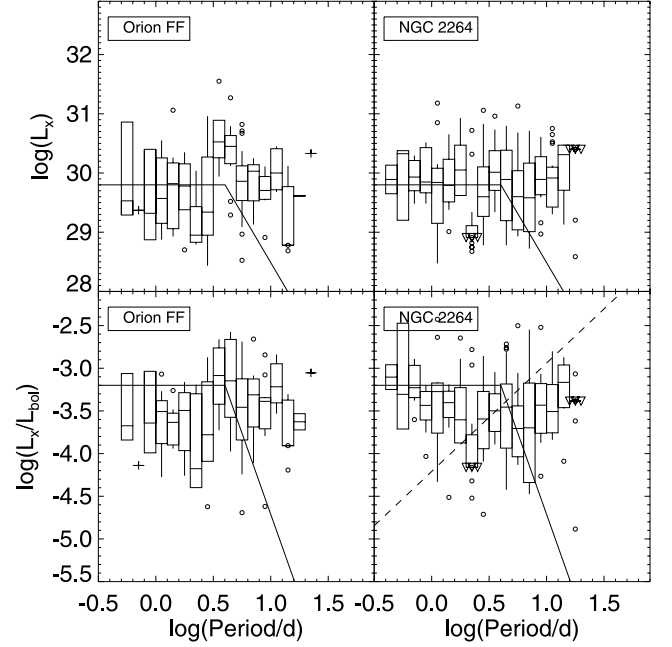 Orion FF
NGC 2264
log(Lx)
33
32
31
30
29
28
Orion FF
NGC 2264
log(Lx/Lbol)
-2.5
-3.0
-3.5
-4.0
-4.5
-5.0
-5.5
-0.5 0.0 0.5 1.0 1.5 -0.5 0.0 0.5 1.0 1.5
log(Period/d)
log(Period/d)